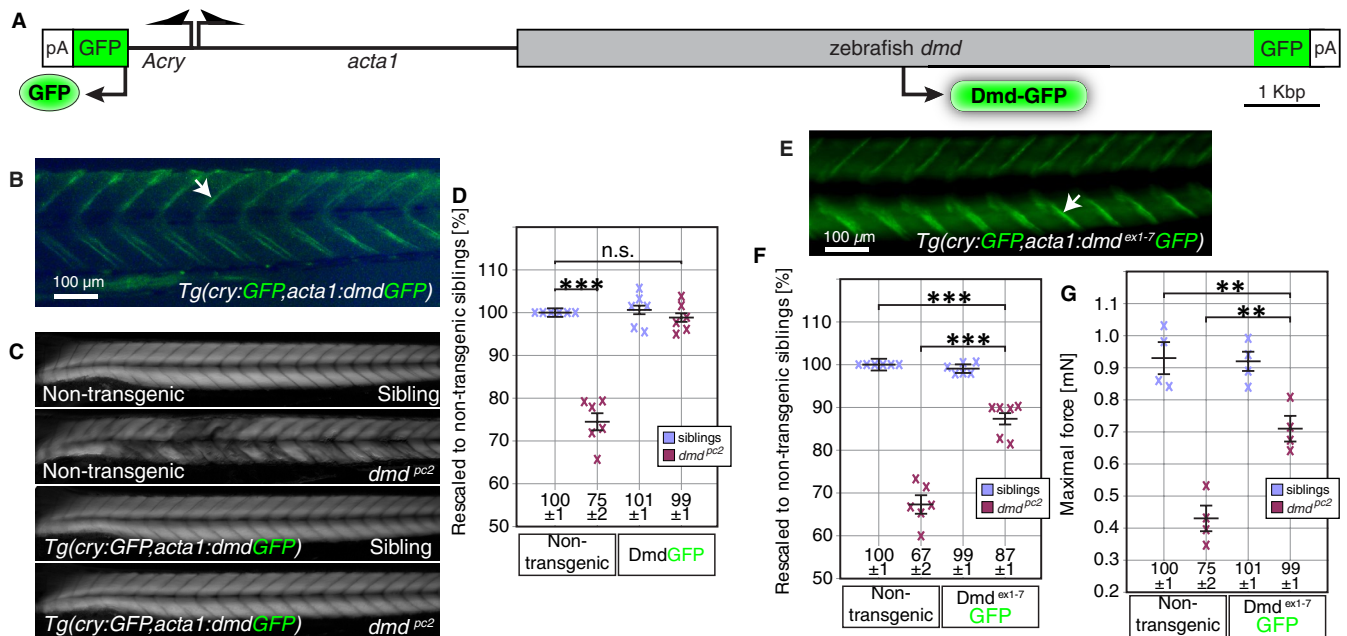 A
pA
GFP
Acry
acta1
zebrafish dmd
GFP
pA
GFP
Dmd-GFP
1 Kbp
B
100 µm
Tg(cry:GFP,acta1:dmdGFP)
C
Non-transgenic
Sibling
Non-transgenic
dmd pc2
Tg(cry:GFP,acta1:dmdGFP)
Sibling
Tg(cry:GFP,acta1:dmdGFP)
dmd pc2
D
Rescaled to non-transgenic siblings [%]
110
100
90
80
70
60
50
n.s.
***
siblings
dmd pc2
100 75 101 99
±1 ±2 ±1 ±1
Non-
transgenic
DmdGFP
E
100 µm
Tg(cry:GFP,acta1:dmd ex1-7 GFP)
F
Rescaled to non-transgenic siblings [%]
110
100
90
80
70
60
50
***
***
siblings
dmd pc2
100 67 99 87
±1 ±2 ±1 ±1
Non-
transgenic
Dmd ex1-7
GFP
G
Maximal force [mN]
1.1
1.0
0.9
0.8
0.7
0.6
0.5
0.4
0.3
0.2
**
**
siblings
dmd pc2
100 75 101 99
±1 ±2 ±1 ±1
Non-
transgenic
Dmd ex1-7
GFP